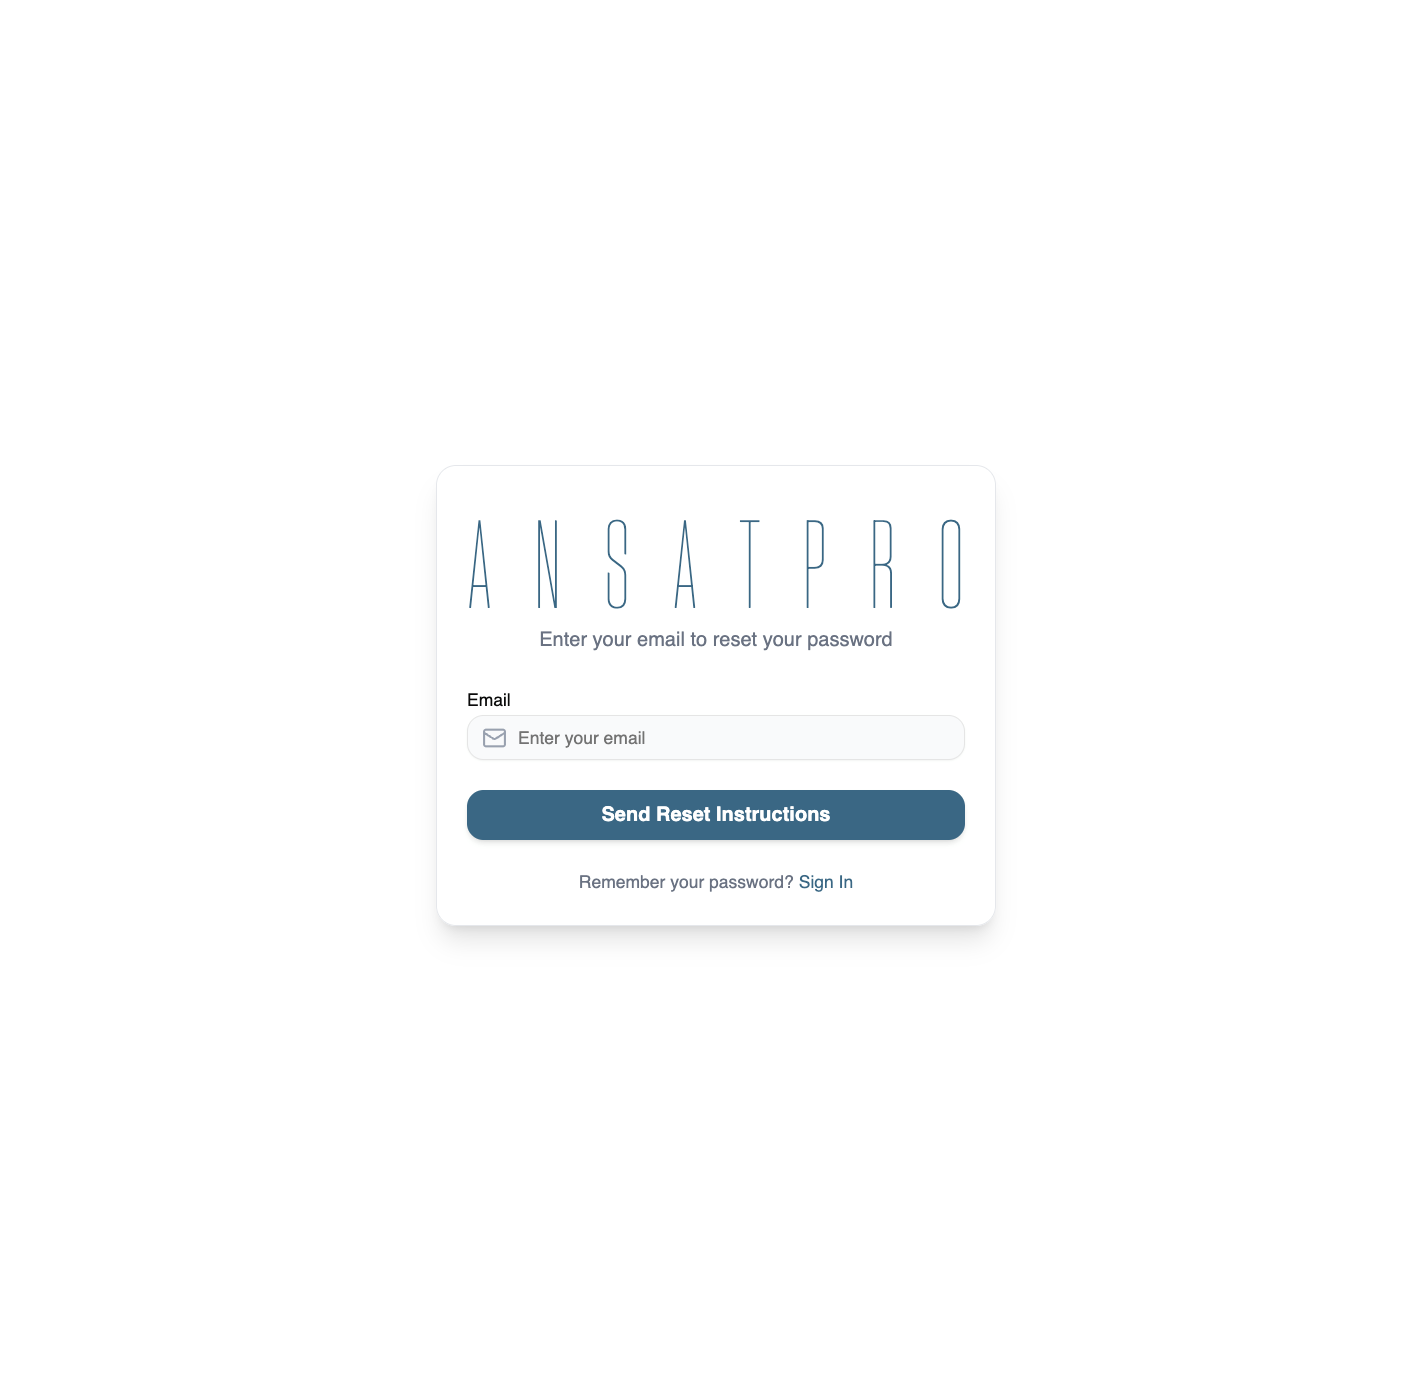 ANSATPRO
Enter your email to reset your password
Email
Enter your email
Send Reset Instructions
Remember your password? Sign In